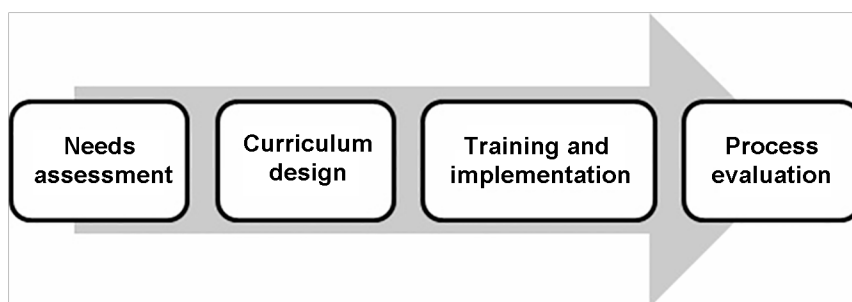 Needs
assessment
Curriculum
design
Training and
implementation
Process
evaluation